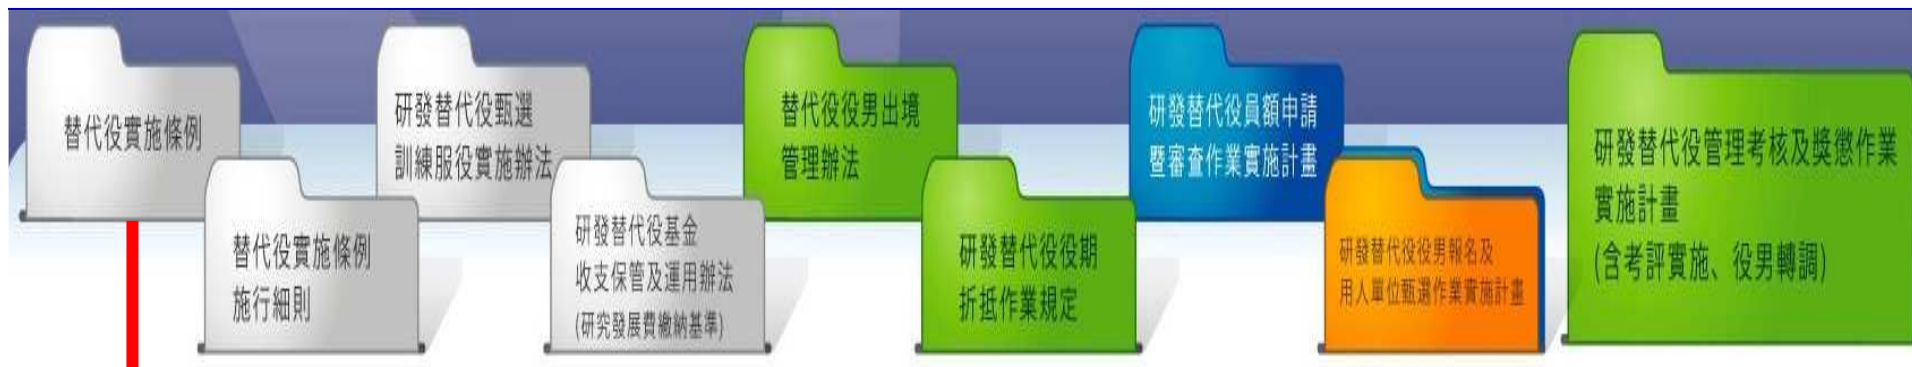 替代役實施條例
替代役實施條例
施行細則
研發替代役甄選
訓練服役實施辦法
研發替代役基金
收支保管及運用辦法
(研究發展費繳納基準)
替代役役男出境
管理辦法
研發替代役役期
折抵作業規定
研發替代役員額申請
暨審查作業實施計畫
研發替代役役男報名及
用人單位甄選作業實施計畫
研發替代役管理考核及獎懲作業
實施計畫
(含考評實施、役男轉調)